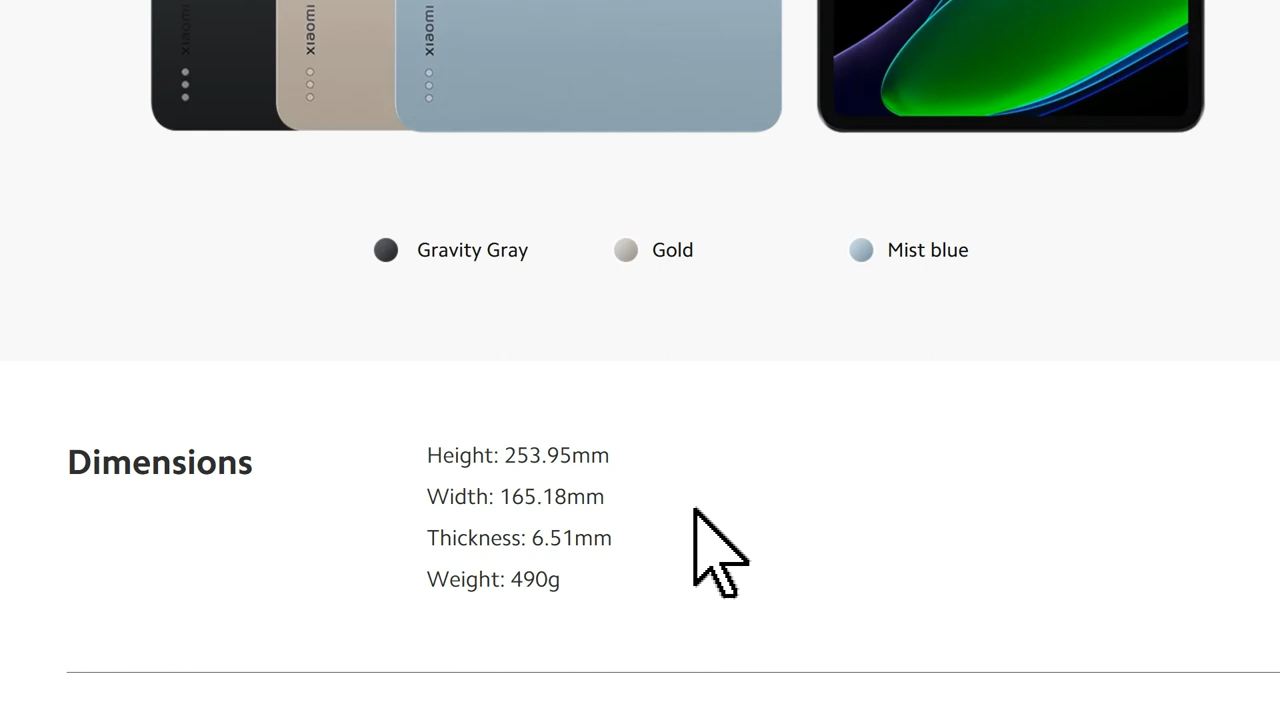 xiaomi
xiaomi
xiaomi
Gravity Gray
Gold
Mist blue
Dimensions
Height: 253.95mm
Width: 165.18mm
Thickness: 6.51mm
Weight: 490g